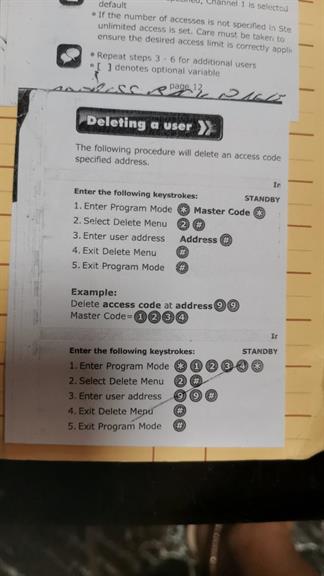 default
• If the number of accesses is not specified in Ste
unlimited access is set. Care must be taken to
ensure the desired access limit is correctly appli
• Repeat steps 3 - 6 for additional users
• [ ] denotes optional variable
page 12
Deleting a user
The following procedure will delete an access code
specified address.
Enter the following keystrokes: STANDBY
1. Enter Program Mode * Master Code *
2. Select Delete Menu 2 #
3. Enter user address Address #
4. Exit Delete Menu #
5. Exit Program Mode #
Example:
Delete access code at address 9 9
Master Code= 1 2 3 4
Enter the following keystrokes: STANDBY
1. Enter Program Mode * 1 2 3 4 *
2. Select Delete Menu 2 #
3. Enter user address 9 9 #
4. Exit Delete Menu #
5. Exit Program Mode #